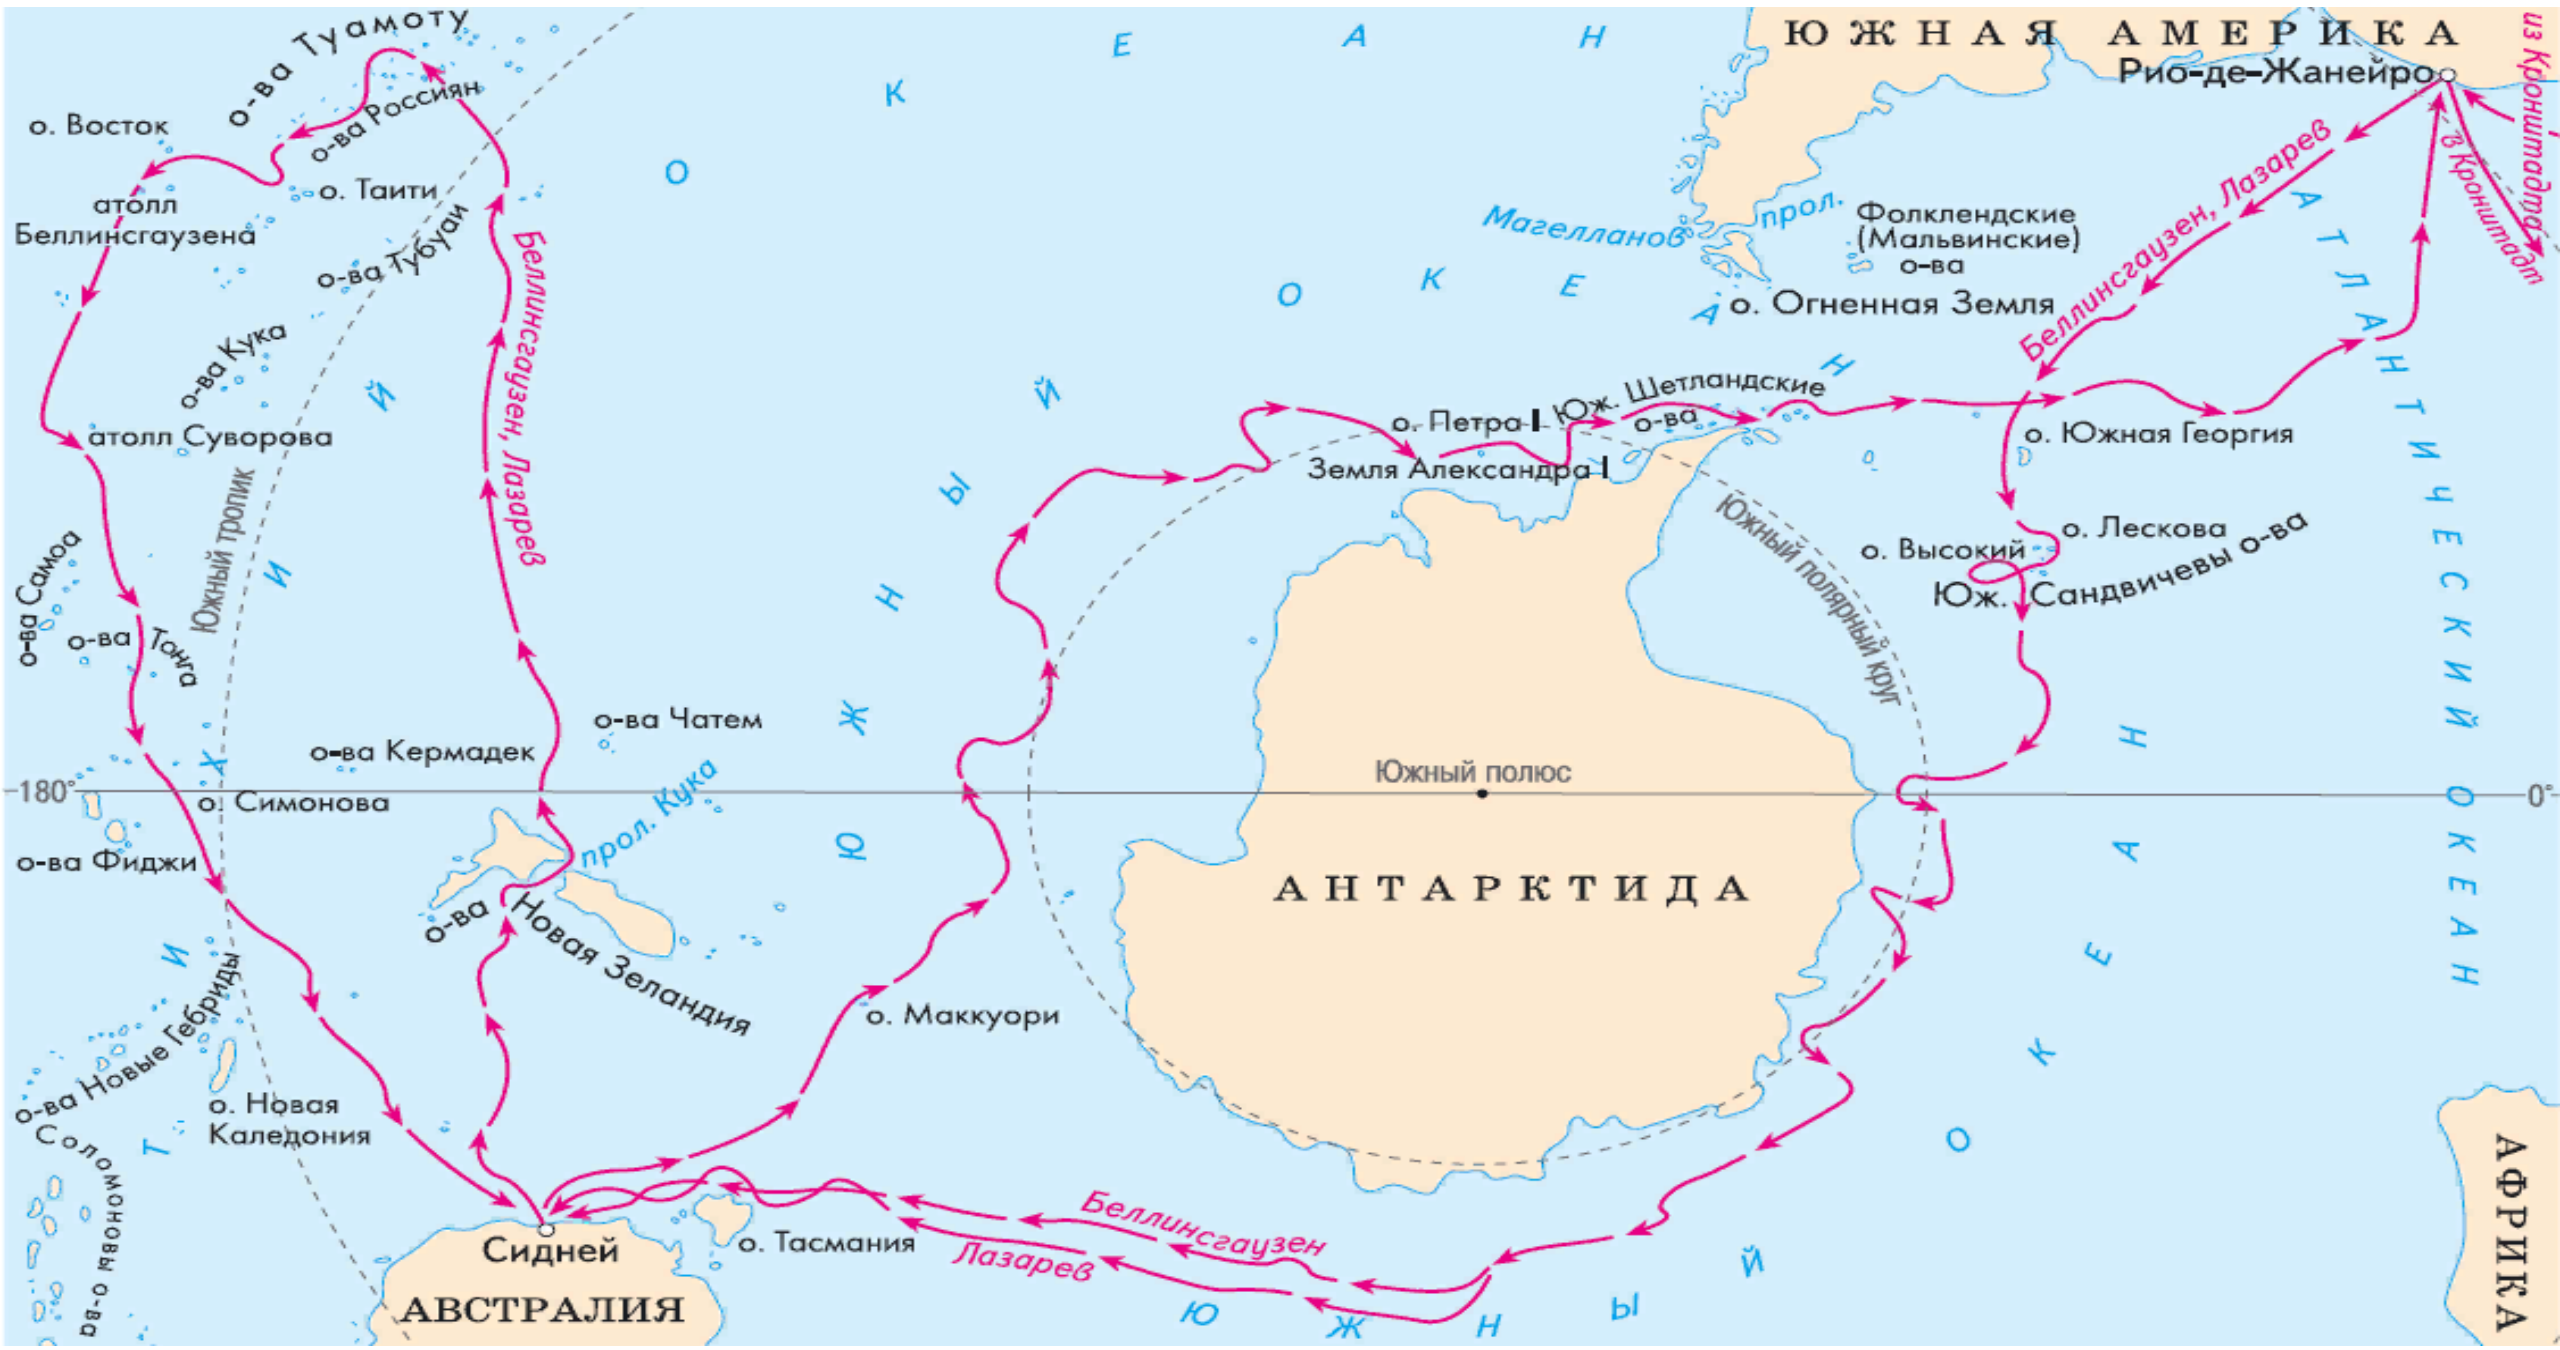 о-ва Туамоту
ЮЖНАЯ АМЕРИКА
из Кронштадта
Рио-де-Жанейро
в Кронштадт
о. Восток
о-ва Россиян
о. Таити
атолл
Беллинсгаузена
о-ва Тубуаи
Беллинсгаузен, Лазарев
Магелланов прол.
Фолклендские
(Мальвинские)
о-ва
о. Огненная Земля
Беллинсгаузен, Лазарев
АТЛАНТИЧЕСКИЙ ОКЕАН
о-ва Кука
атолл Суворова
Южный тропик
о. Петра I
Юж. Шетландские
о-ва
Земля Александра I
о. Южная Георгия
Южный полярный круг
о. Лескова
о. Высокий
Юж. Сандвичевы о-ва
о-ва Самоа
о-ва Тонга
о-ва Чатем
о-ва Кермадек
прол. Кука
180°
о. Симонова
Южный полюс
0°
о-ва Фиджи
АНТАРКТИДА
о-ва Новая Зеландия
о-ва Новые Гебриды
о. Маккуори
о. Новая
Каледония
Соломоновы о-ва
ТИХИЙ ОКЕАН
ЮЖНЫЙ ОКЕАН
ЮЖНЫЙ ОКЕАН
Беллинсгаузен
Лазарев
Сидней
о. Тасмания
АВСТРАЛИЯ
АФРИКА